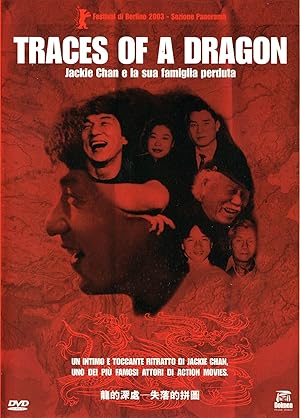 Festival di Berlino 2003 - Sezione Panorama
TRACES OF A DRAGON
Jackie Chan e la sua famiglia perduta
UN INTIMO E TOCCANTE RITRATTO DI JACKIE CHAN,
UNO DEI PIÙ FAMOSI ATTORI DI ACTION MOVIES.
龍的深處—失落的拼圖
DVD
Dolmen